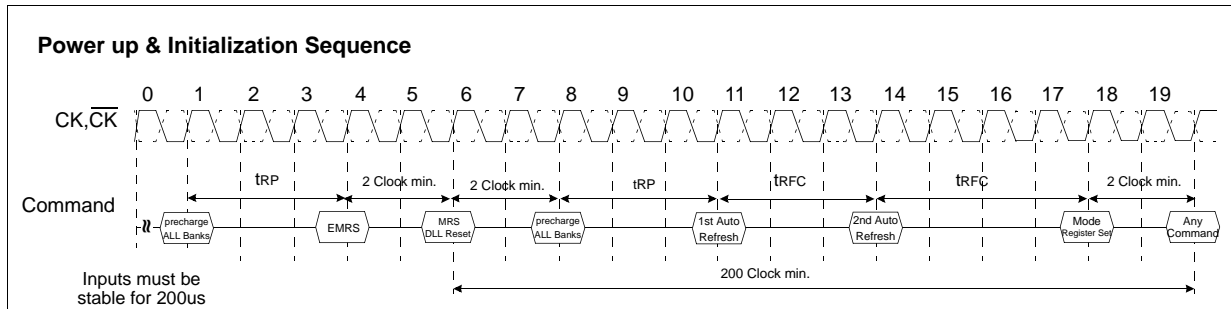 Power up & Initialization Sequence
0 1 2 3 4 5 6 7 8 9 10 11 12 13 14 15 16 17 18 19
CK,C̅K̅
tRP
2 Clock min.
2 Clock min.
tRP
tRFC
tRFC
2 Clock min.
Command
precharge
ALL Banks
EMRS
MRS
DLL Reset
precharge
ALL Banks
1st Auto
Refresh
2nd Auto
Refresh
Mode
Register Set
Any
Command
200 Clock min.
Inputs must be
stable for 200us